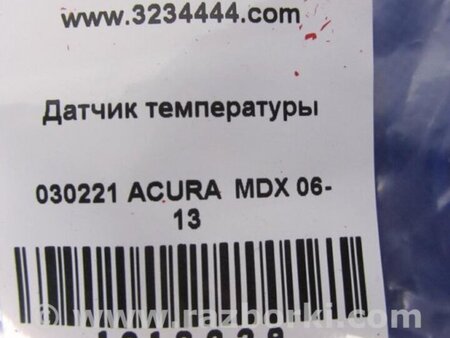 www.3234444.com
Датчик температуры
030221 ACURA MDX 06-
13
© www.razborki.com